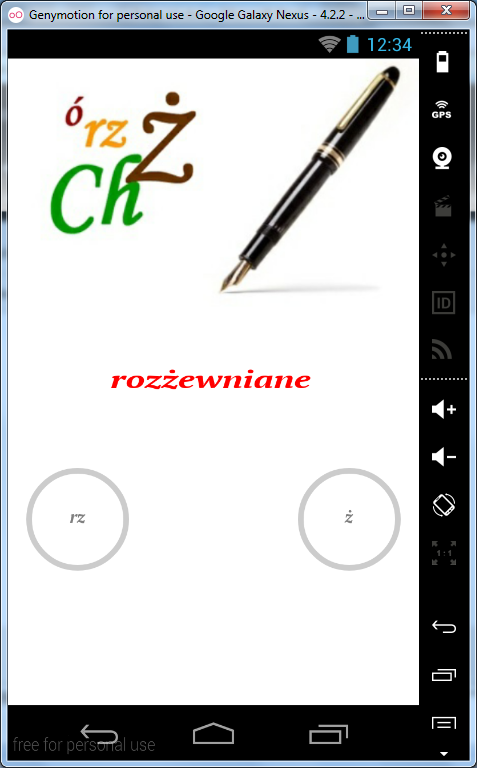 Genymotion for personal use - Google Galaxy Nexus - 4.2.2 - ...
12:34
ó
rz
Ż
Ch
GPS
ID
rozżewniane
rz
ż
1:1
free for personal use